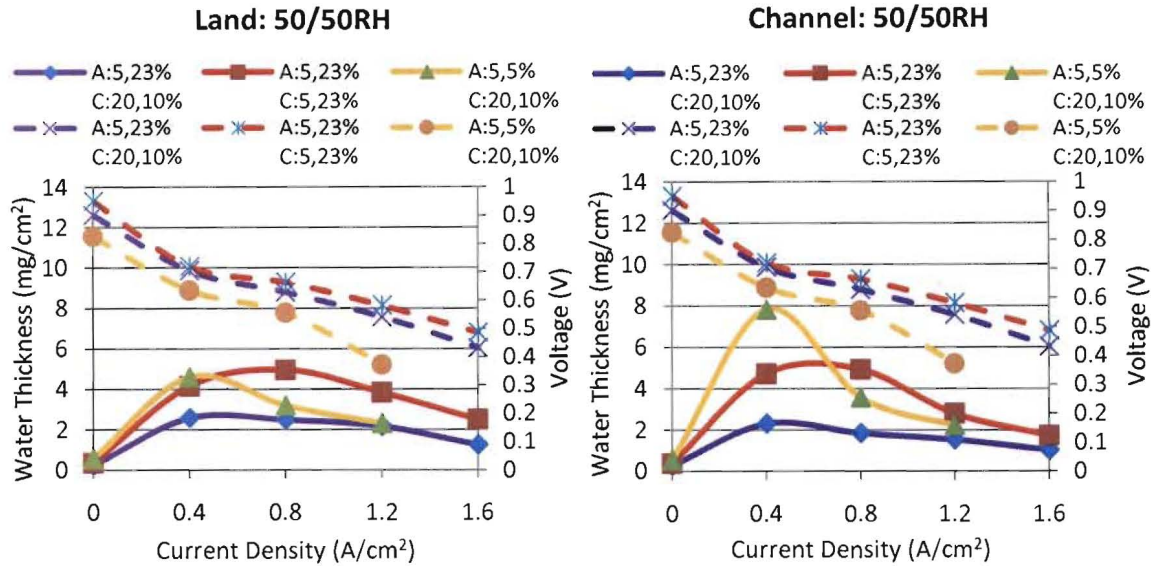 Land: 50/50RH
A:5,23% A:5,23% A:5,5%
C:20,10% C:5,23% C:20,10%
A:5,23% A:5,23% A:5,5%
C:20,10% C:5,23% C:20,10%
Water Thickness (mg/cm²)
14
12
10
8
6
4
2
0
1
0.9
0.8
0.7
0.6
0.5
0.4
0.3
0.2
0.1
0
Voltage (V)
0 0.4 0.8 1.2 1.6
Current Density (A/cm²)
Channel: 50/50RH
A:5,23% A:5,23% A:5,5%
C:20,10% C:5,23% C:20,10%
A:5,23% A:5,23% A:5,5%
C:20,10% C:5,23% C:20,10%
Water Thickness (mg/cm²)
14
12
10
8
6
4
2
0
1
0.9
0.8
0.7
0.6
0.5
0.4
0.3
0.2
0.1
0
Voltage (V)
0 0.4 0.8 1.2 1.6
Current Density (A/cm²)